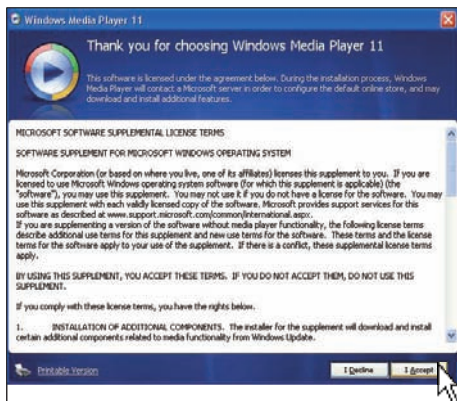 Windows Media Player 11
Thank you for choosing Windows Media Player 11
This software is licensed under the agreement below. During the installation process, Windows
Media Player will contact a Microsoft server in order to configure the default online store, and may
download and install additional features.
MICROSOFT SOFTWARE SUPPLEMENTAL LICENSE TERMS
SOFTWARE SUPPLEMENT FOR MICROSOFT WINDOWS OPERATING SYSTEM
Microsoft Corporation (or based on where you live, one of its affiliates) licenses this supplement to you. If you are
licensed to use Microsoft Windows operating system software (for which this supplement is applicable) (the
"software"), you may use this supplement. You may not use it if you do not have a license for the software. You may
use this supplement with each validly licensed copy of the software. Microsoft provides support services for this
software as described at www.support.microsoft.com/common/international.aspx.
If you are supplementing a version of the software without media player functionality, the following license terms
describe additional use terms for this supplement and new use terms for the software. These terms and the license
terms for the software apply to your use of the supplement. If there is a conflict, these supplemental license terms
apply.
BY USING THIS SUPPLEMENT, YOU ACCEPT THESE TERMS. IF YOU DO NOT ACCEPT THEM, DO NOT USE THIS
SUPPLEMENT.
If you comply with these license terms, you have the rights below.
1. INSTALLATION OF ADDITIONAL COMPONENTS. The installer for the supplement will download and install
certain additional components related to media functionality from Windows Update.
Printable Version
I Decline
I Accept